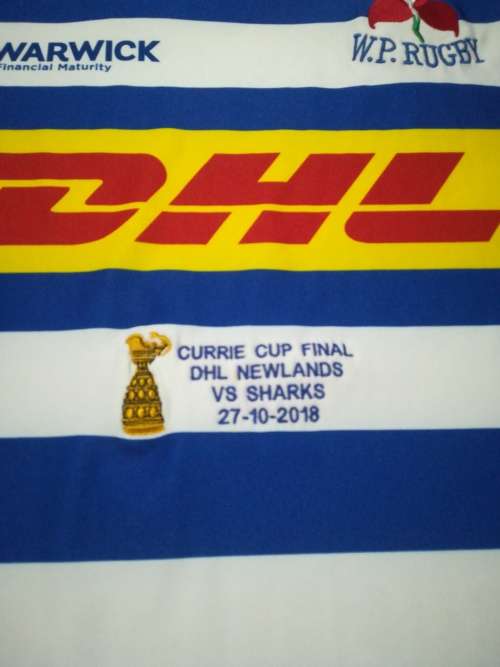 WARWICK
Financial Maturity
W.P. RUGBY
DHL
CURRIE CUP FINAL
DHL NEWLANDS
VS SHARKS
27-10-2018